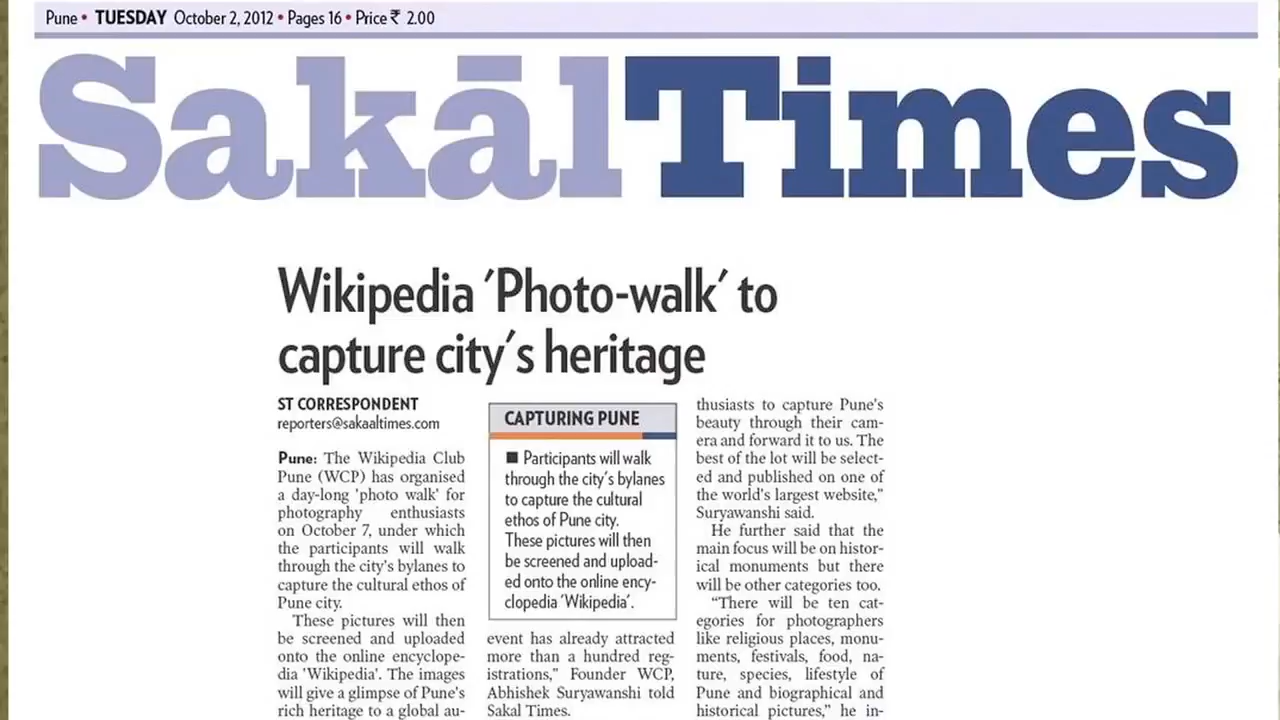 Pune • TUESDAY October 2, 2012 • Pages 16 • Price ₹ 2.00
Sakāl Times
Wikipedia 'Photo-walk' to
capture city's heritage
ST CORRESPONDENT
reporters@sakaaltimes.com
Pune: The Wikipedia Club
Pune (WCP) has organised
a day-long 'photo walk' for
photography enthusiasts
on October 7, under which
the participants will walk
through the city's bylanes to
capture the cultural ethos of
Pune city.
These pictures will then
be screened and uploaded
onto the online encyclope-
dia 'Wikipedia'. The images
will give a glimpse of Pune's
rich heritage to a global au-
CAPTURING PUNE
■ Participants will walk
through the city's bylanes
to capture the cultural
ethos of Pune city.
These pictures will then
be screened and upload-
ed onto the online ency-
clopedia 'Wikipedia'.
event has already attracted
more than a hundred reg-
istrations," Founder WCP,
Abhishek Suryawanshi told
Sakal Times.
thusiasts to capture Pune's
beauty through their cam-
era and forward it to us. The
best of the lot will be select-
ed and published on one of
the world's largest website,"
Suryawanshi said.
He further said that the
main focus will be on histor-
ical monuments but there
will be other categories too.
"There will be ten cat-
egories for photographers
like religious places, monu-
ments, festivals, food, na-
ture, species, lifestyle of
Pune and biographical and
historical pictures," he in-